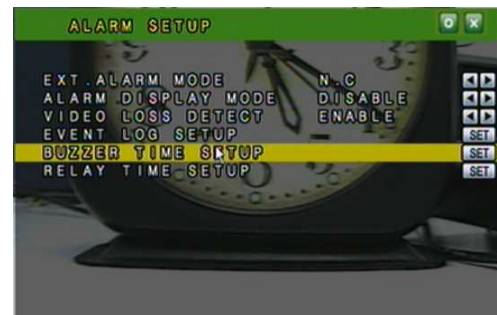 ALARM SETUP O X
EXT.ALARM MODE N.C
ALARM DISPLAY MODE DISABLE
VIDEO LOSS DETECT ENABLE
EVENT LOG SETUP SET
BUZZER TIME SETUP SET
RELAY TIME SETUP SET